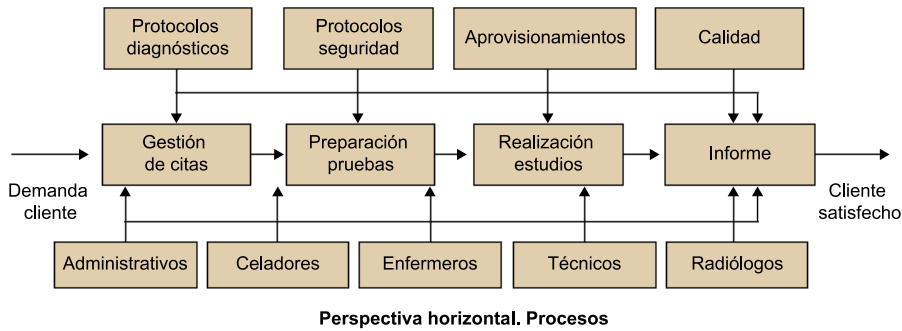 Protocolos
diagnósticos
Protocolos
seguridad
Aprovisionamientos
Calidad
Gestión
de citas
Preparación
pruebas
Realización
estudios
Informe
Demanda
cliente
Cliente
satisfecho
Administrativos
Celadores
Enfermeros
Técnicos
Radiólogos
Perspectiva horizontal. Procesos